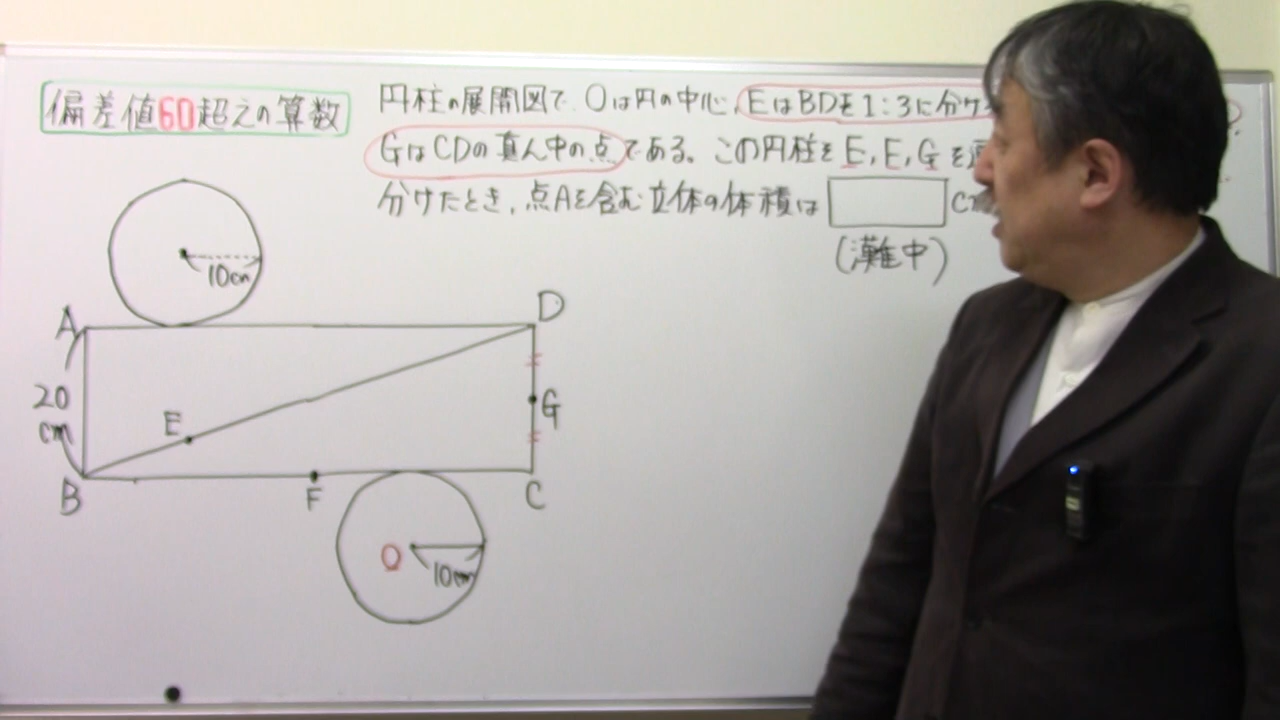 偏差値60超えの算数
円柱の展開図で、Oは円の中心、EはBDを1:3に分け
GはCDの真ん中の点である。この円柱をE,F,Gを
分けたとき、点Aを含む立体の体積は
(灘中)
10cm
A
D
20
cm
E
G
B
F
C
O
10cm